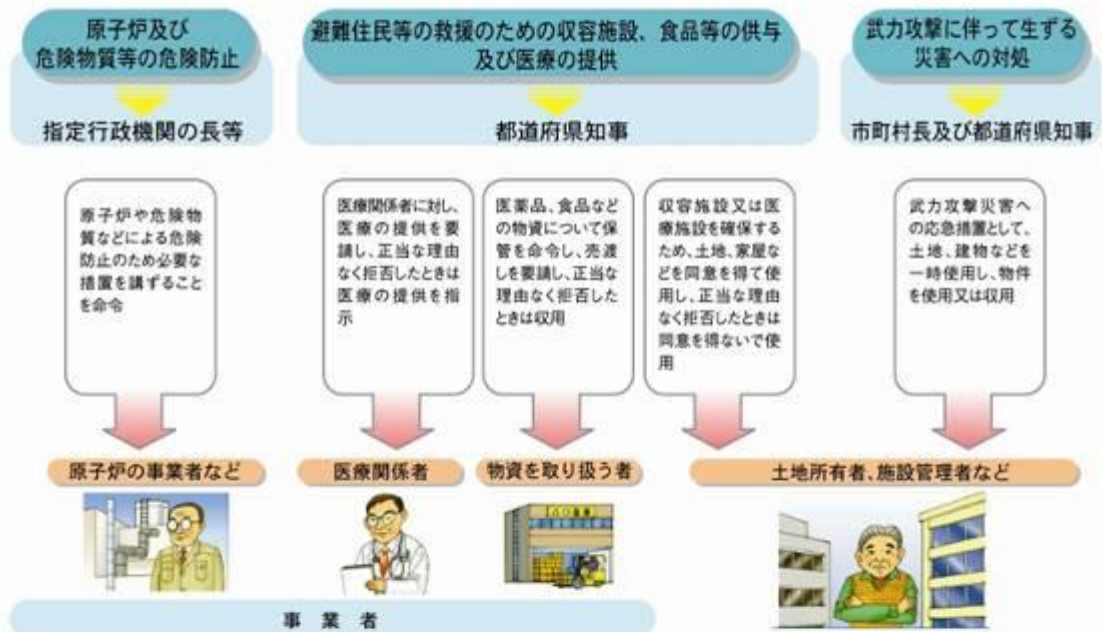 原子炉及び
危険物質等の危険防止
避難住民等の救援のための収容施設、食品等の供与
及び医療の提供
武力攻撃に伴って生ずる
災害への対処
指定行政機関の長等
都道府県知事
市町村長及び都道府県知事
原子炉や危険物
質などによる危険
防止のため必要な
措置を講ずること
を命令
医療関係者に対し、
医療の提供を要
請し、正当な理由
なく拒否したときは
医療の提供を指
示
医薬品、食品など
の物資について保
管を命令し、売渡
しを要請し、正当な
理由なく拒否した
ときは収用
収容施設又は医
療施設を確保する
ため、土地、家屋な
どを同意を得て使
用し、正当な理由
なく拒否したときは
同意を得ないで使
用
武力攻撃災害へ
の応急措置として、
土地、建物などを
一時使用し、物件
を使用又は収用
原子炉の事業者など
医療関係者
物資を取り扱う者
土地所有者、施設管理者など
事業者